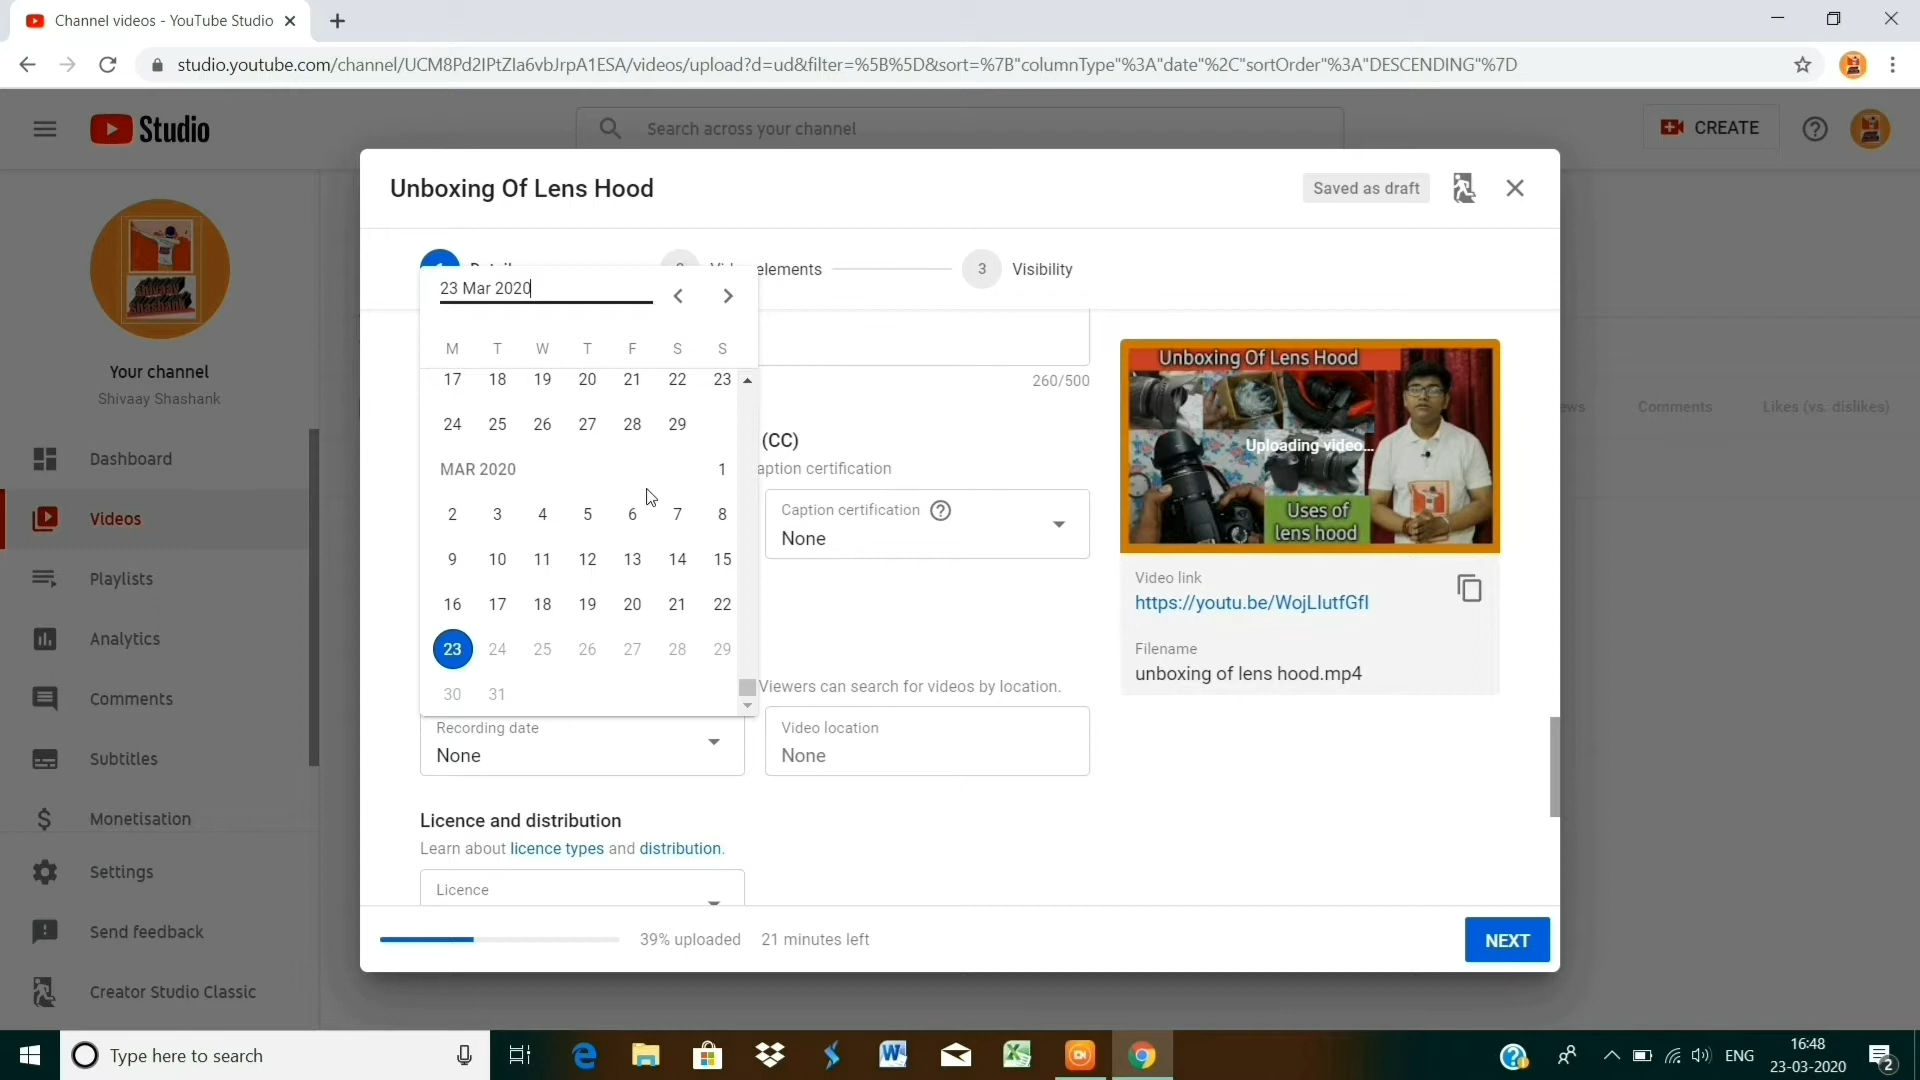 Channel videos - YouTube Studio
studio.youtube.com/channel/UCM8Pd2IPtZIa6vbJrpA1ESA/videos/upload?d=ud&filter=%5B%5D&sort=%7B"columnType"%3A"date"%2C"sortOrder"%3A"DESCENDING"%7D
Studio
Search across your channel
CREATE
Your channel
Shivaay Shashank
Dashboard
Videos
Playlists
Analytics
Comments
Subtitles
Monetisation
Settings
Send feedback
Creator Studio Classic
Unboxing Of Lens Hood
Saved as draft
elements
3 Visibility
23 Mar 2020
M T W T F S S
17 18 19 20 21 22 23
24 25 26 27 28 29
MAR 2020 1
2 3 4 5 6 7 8
9 10 11 12 13 14 15
16 17 18 19 20 21 22
23 24 25 26 27 28 29
30 31
260/500
(CC)
aption certification
Caption certification
None
Viewers can search for videos by location.
Recording date
None
Video location
None
Licence and distribution
Learn about licence types and distribution.
Licence
Unboxing Of Lens Hood
Uploading video...
Uses of
lens hood
Video link
https://youtu.be/WojLIutfGfI
Filename
unboxing of lens hood.mp4
Comments
Likes (vs. dislikes)
39% uploaded 21 minutes left
NEXT
Type here to search
ENG
16:48
23-03-2020
2